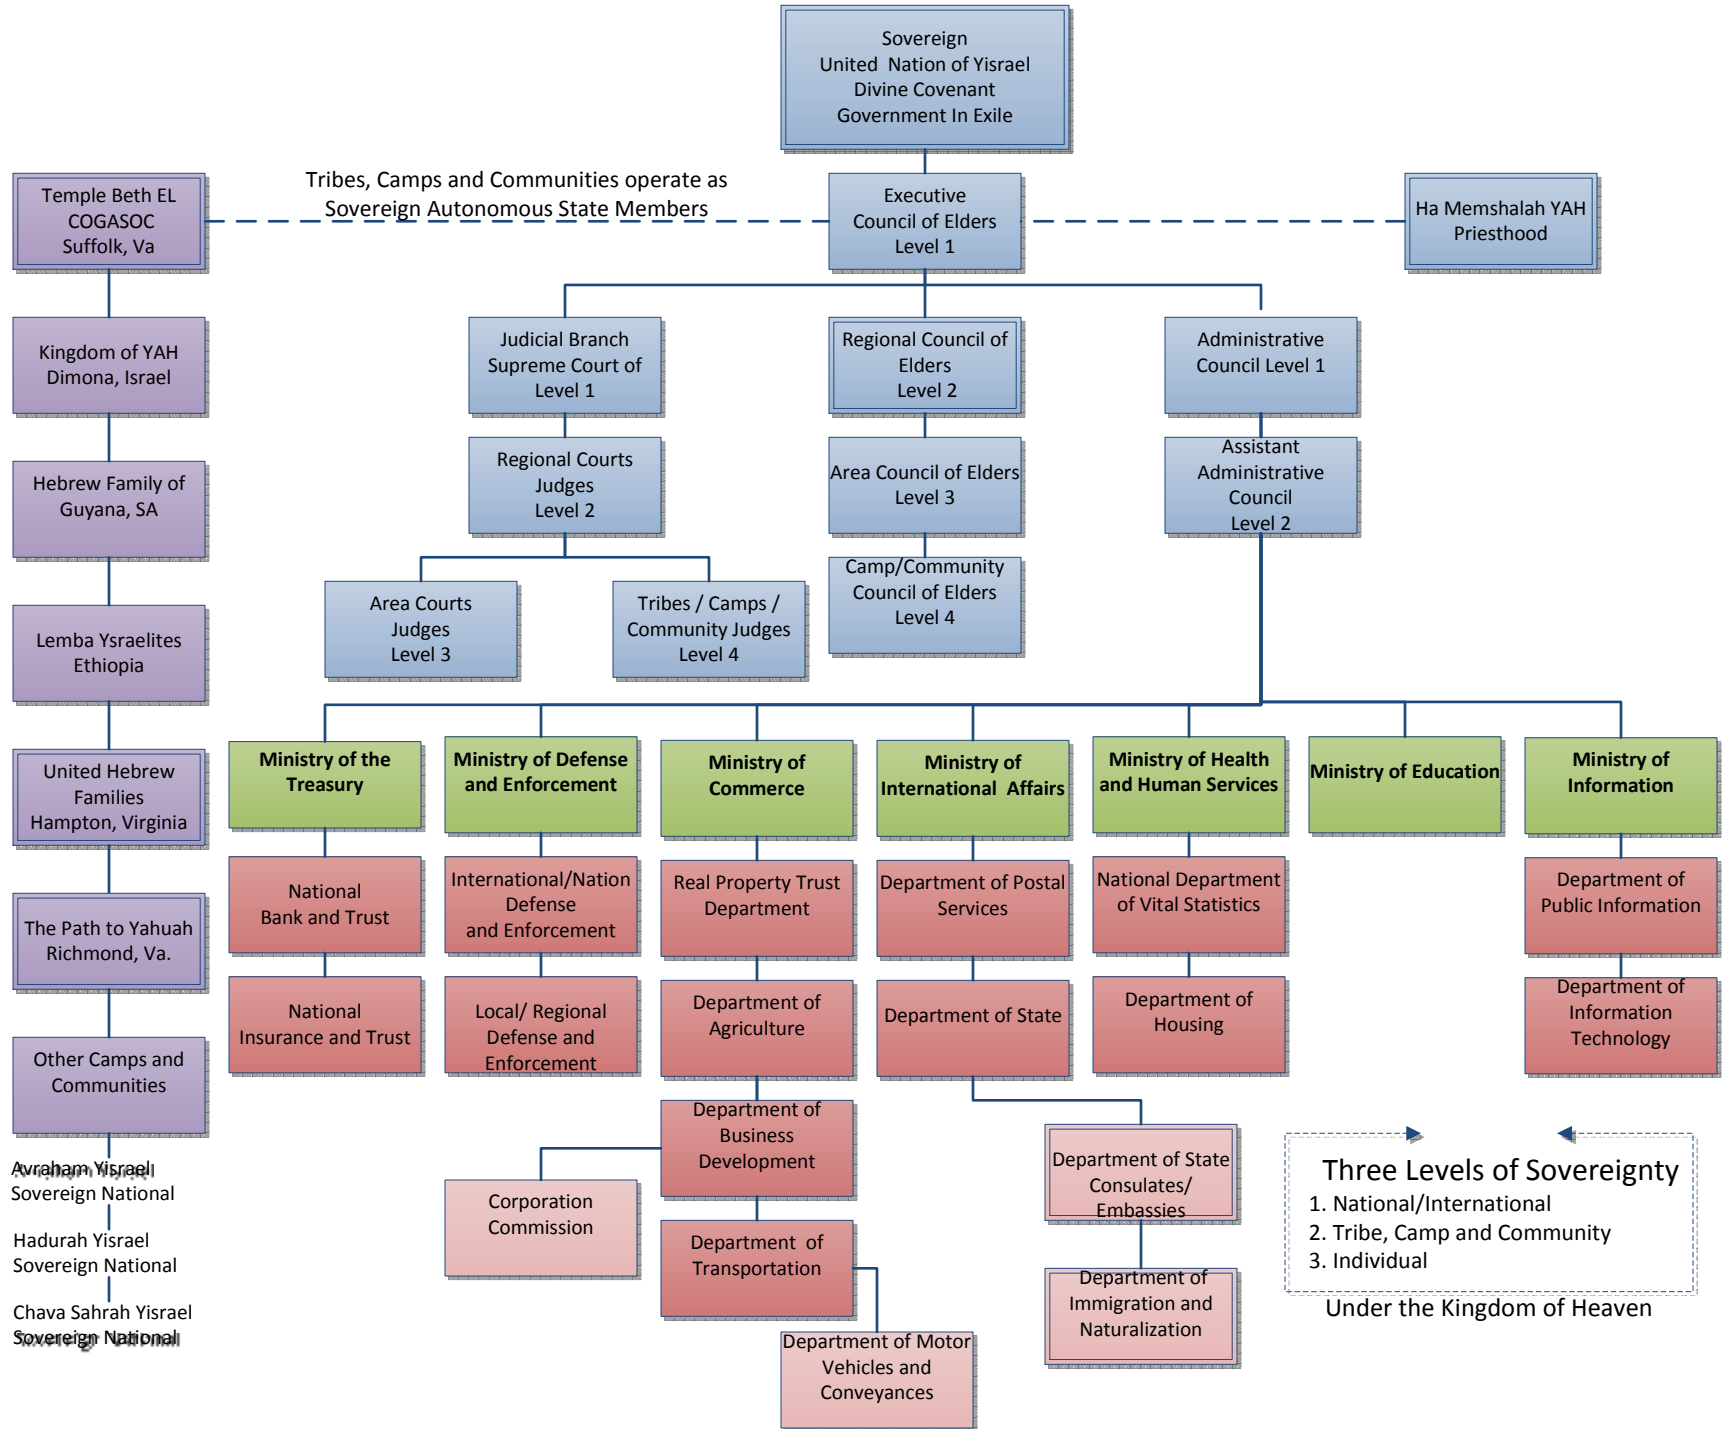 Sovereign
United  Nation of Yisrael
Divine Covenant
Government In Exile
Tribes, Camps and Communities operate as
Sovereign Autonomous State Members
Executive
Council of Elders
Level 1
Ha Memshalah YAH
Priesthood
Temple Beth EL
COGASOC
Suffolk, Va
Kingdom of YAH
Dimona, Israel
Hebrew Family of
Guyana, SA
Lemba Ysraelites
Ethiopia
United Hebrew
Families
Hampton, Virginia
The Path to Yahuah
Richmond, Va.
Other Camps and
Communities
Avraham Yisrael
Sovereign National
Hadurah Yisrael
Sovereign National
Chava Sahrah Yisrael
Sovereign National
Judicial Branch
Supreme Court of
Level 1
Regional Courts
Judges
Level 2
Area Courts
Judges
Level 3
Tribes / Camps /
Community Judges
Level 4
Regional Council of
Elders
Level 2
Area Council of Elders
Level 3
Camp/Community
Council of Elders
Level 4
Administrative
Council Level 1
Assistant
Administrative
Council
Level 2
Ministry of the
Treasury
National
Bank and Trust
National
Insurance and Trust
Ministry of Defense
and Enforcement
International/Nation
Defense
and Enforcement
Local/ Regional
Defense and
Enforcement
Ministry of
Commerce
Real Property Trust
Department
Department of
Agriculture
Department of
Business
Development
Corporation
Commission
Department  of
Transportation
Department of Motor
Vehicles and
Conveyances
Ministry of
International  Affairs
Department of Postal
Services
Department of State
Department of State
Consulates/
Embassies
Department of
Immigration and
Naturalization
Ministry of Health
and Human Services
National Department
of Vital Statistics
Department of
Housing
Ministry of Education
Ministry of
Information
Department of
Public Information
Department of
Information
Technology
Three Levels of Sovereignty
1. National/International
2. Tribe, Camp and Community
3. Individual
Under the Kingdom of Heaven